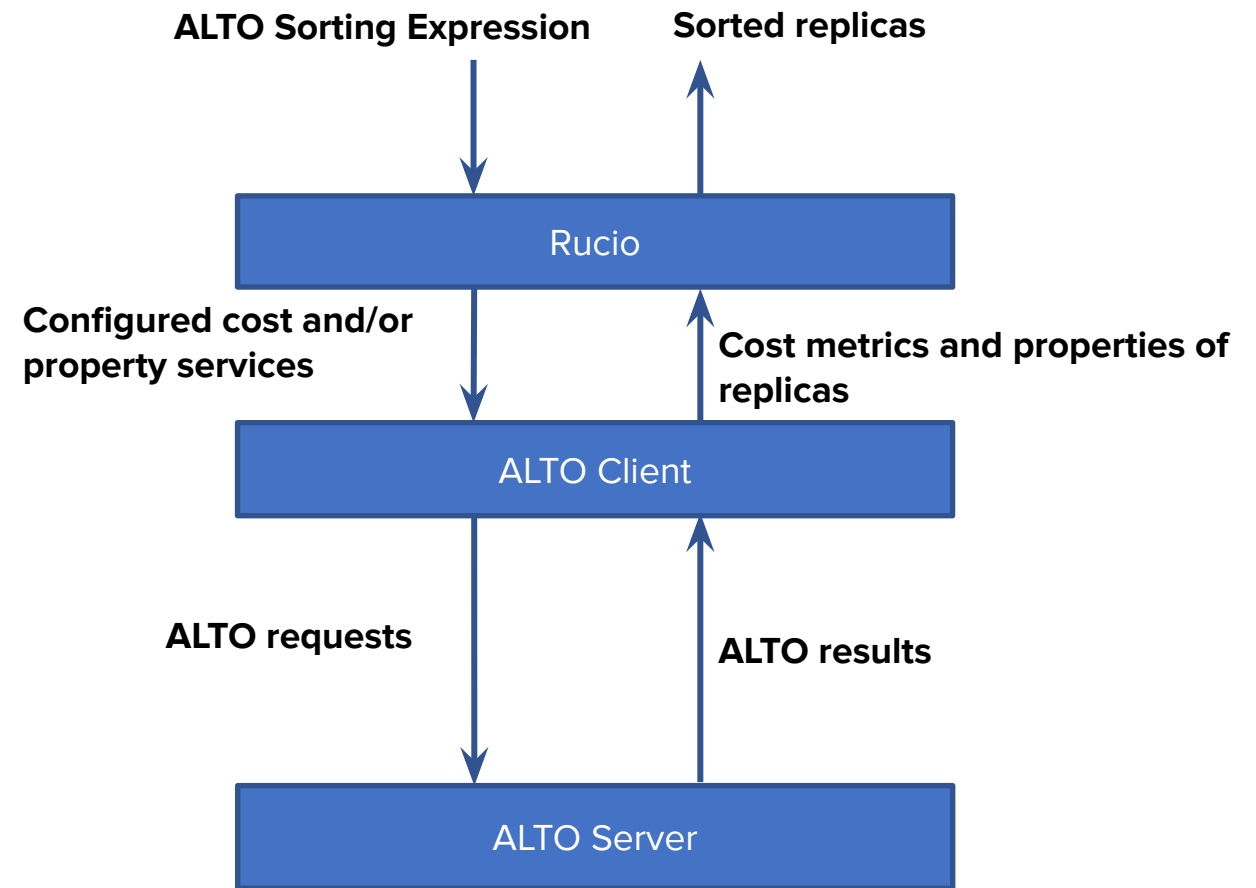 ALTO Sorting Expression
Sorted replicas
Rucio
Configured cost and/or
property services
Cost metrics and properties of
replicas
ALTO Client
ALTO requests
ALTO results
ALTO Server